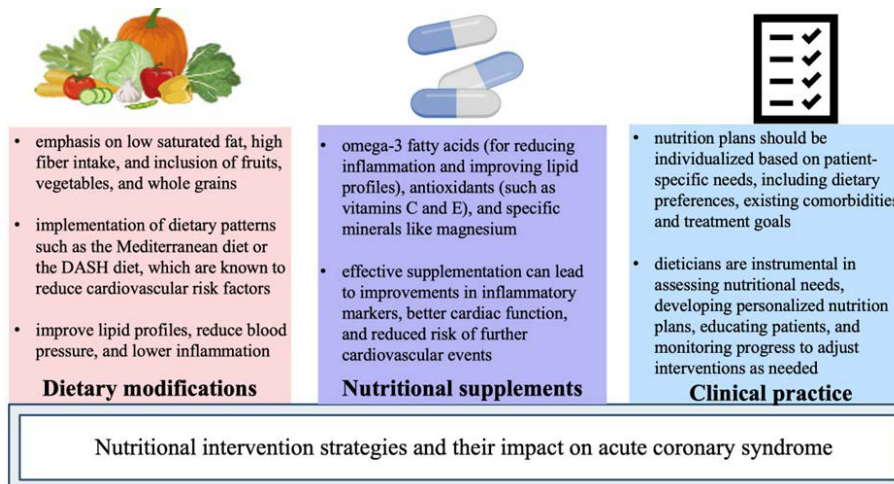 • emphasis on low saturated fat, high
fiber intake, and inclusion of fruits,
vegetables, and whole grains
• implementation of dietary patterns
such as the Mediterranean diet or
the DASH diet, which are known to
reduce cardiovascular risk factors
• improve lipid profiles, reduce blood
pressure, and lower inflammation
Dietary modifications
• omega-3 fatty acids (for reducing
inflammation and improving lipid
profiles), antioxidants (such as
vitamins C and E), and specific
minerals like magnesium
• effective supplementation can lead
to improvements in inflammatory
markers, better cardiac function,
and reduced risk of further
cardiovascular events
Nutritional supplements
• nutrition plans should be
individualized based on patient-
specific needs, including dietary
preferences, existing comorbidities
and treatment goals
• dieticians are instrumental in
assessing nutritional needs,
developing personalized nutrition
plans, educating patients, and
monitoring progress to adjust
interventions as needed
Clinical practice
Nutritional intervention strategies and their impact on acute coronary syndrome